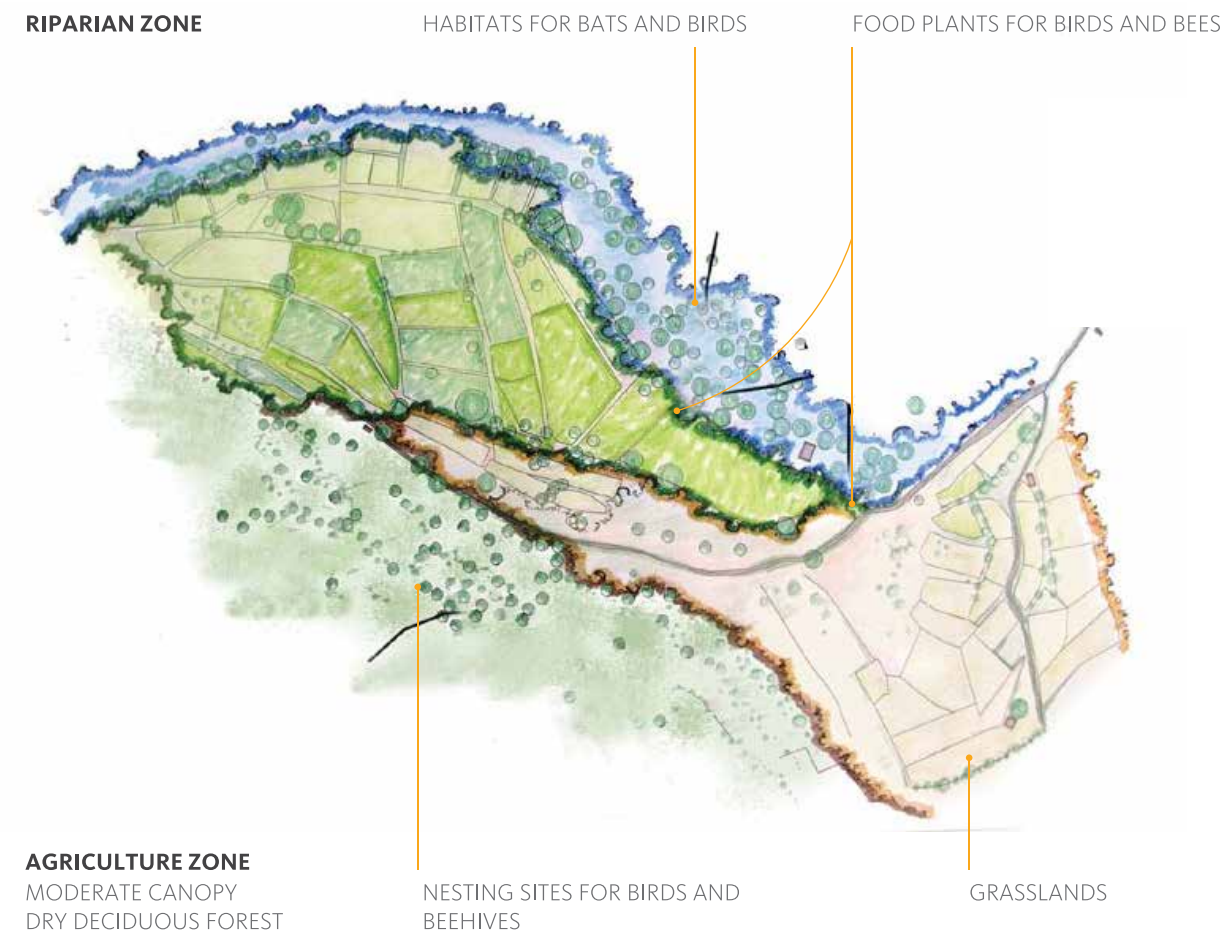 RIPARIAN ZONE
HABITATS FOR BATS AND BIRDS
FOOD PLANTS FOR BIRDS AND BEES
AGRICULTURE ZONE
MODERATE CANOPY
DRY DECIDUOUS FOREST
NESTING SITES FOR BIRDS AND
BEEHIVES
GRASSLANDS